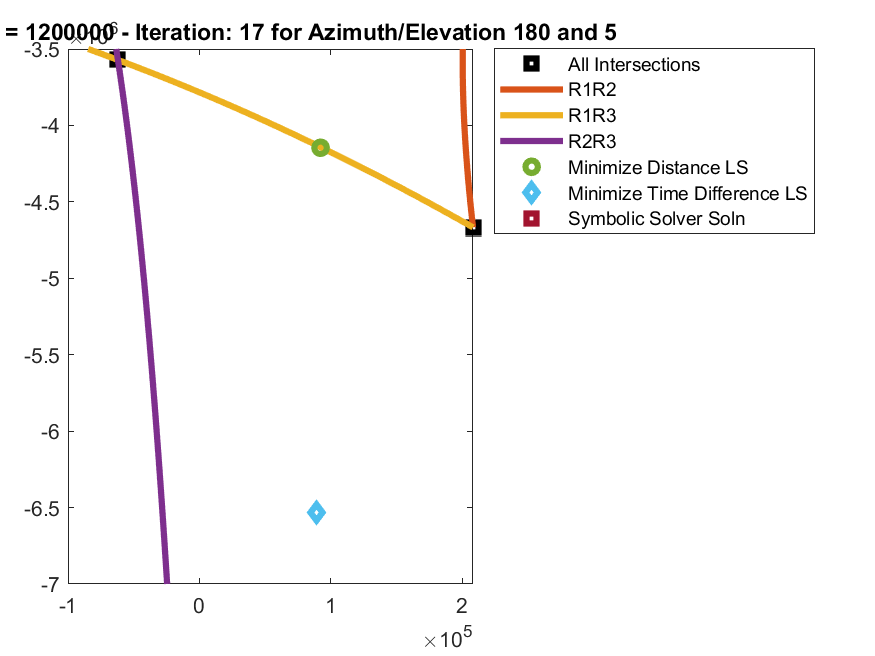 = 1200000 - Iteration: 17 for Azimuth/Elevation 180 and 5
×10^6
-3.5
-4
-4.5
-5
-5.5
-6
-6.5
-7
-1 0 1 2
×10^5
All Intersections
R1R2
R1R3
R2R3
Minimize Distance LS
Minimize Time Difference LS
Symbolic Solver Soln